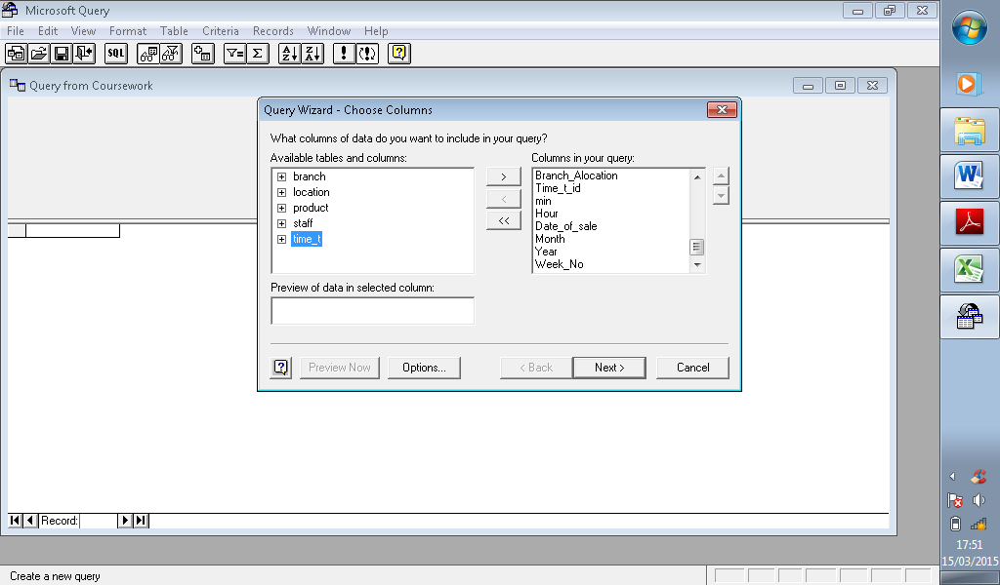 Microsoft Query
File Edit View Format Table Criteria Records Window Help
SQL
Query from Coursework
Query Wizard - Choose Columns
What columns of data do you want to include in your query?
Available tables and columns:
Columns in your query:
branch
location
product
staff
time_t
>
<
<<
Branch_Alocation
Time_t_id
min
Hour
Date_of_sale
Month
Year
Week_No
Preview of data in selected column:
Preview Now
Options...
< Back
Next >
Cancel
Record:
Create a new query
17:51
15/03/2015